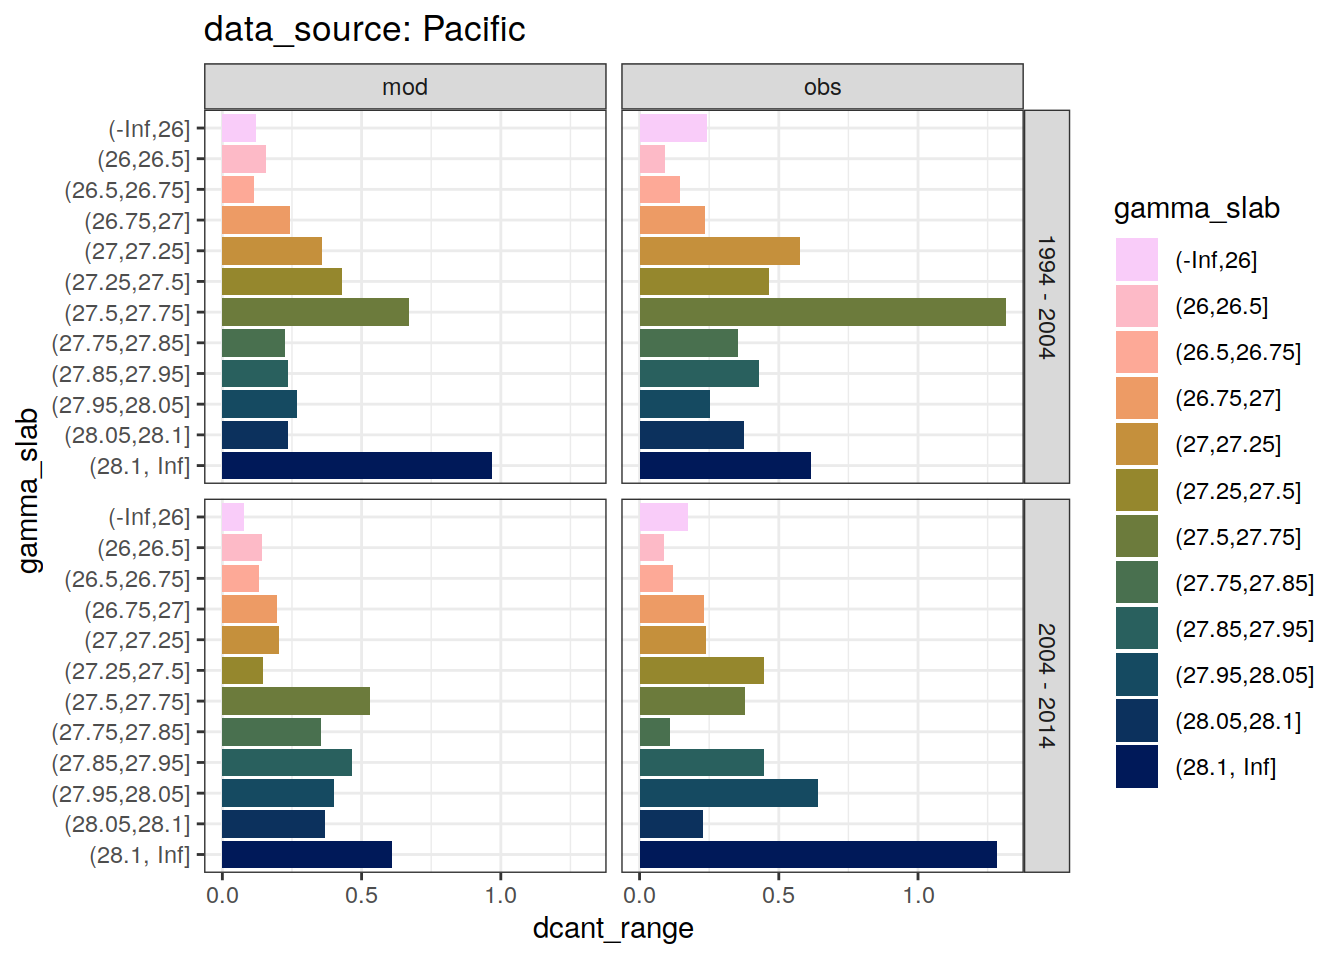 data_source: Pacific
mod
obs
(-Inf,26]
(26,26.5]
(26.5,26.75]
(26.75,27]
(27,27.25]
(27.25,27.5]
(27.5,27.75]
(27.75,27.85]
(27.85,27.95]
(27.95,28.05]
(28.05,28.1]
(28.1, Inf]
1994 - 2004
(-Inf,26]
(26,26.5]
(26.5,26.75]
(26.75,27]
(27,27.25]
(27.25,27.5]
(27.5,27.75]
(27.75,27.85]
(27.85,27.95]
(27.95,28.05]
(28.05,28.1]
(28.1, Inf]
2004 - 2014
gamma_slab
0.0
0.5
1.0
0.0
0.5
1.0
dcant_range
gamma_slab
(-Inf,26]
(26,26.5]
(26.5,26.75]
(26.75,27]
(27,27.25]
(27.25,27.5]
(27.5,27.75]
(27.75,27.85]
(27.85,27.95]
(27.95,28.05]
(28.05,28.1]
(28.1, Inf]